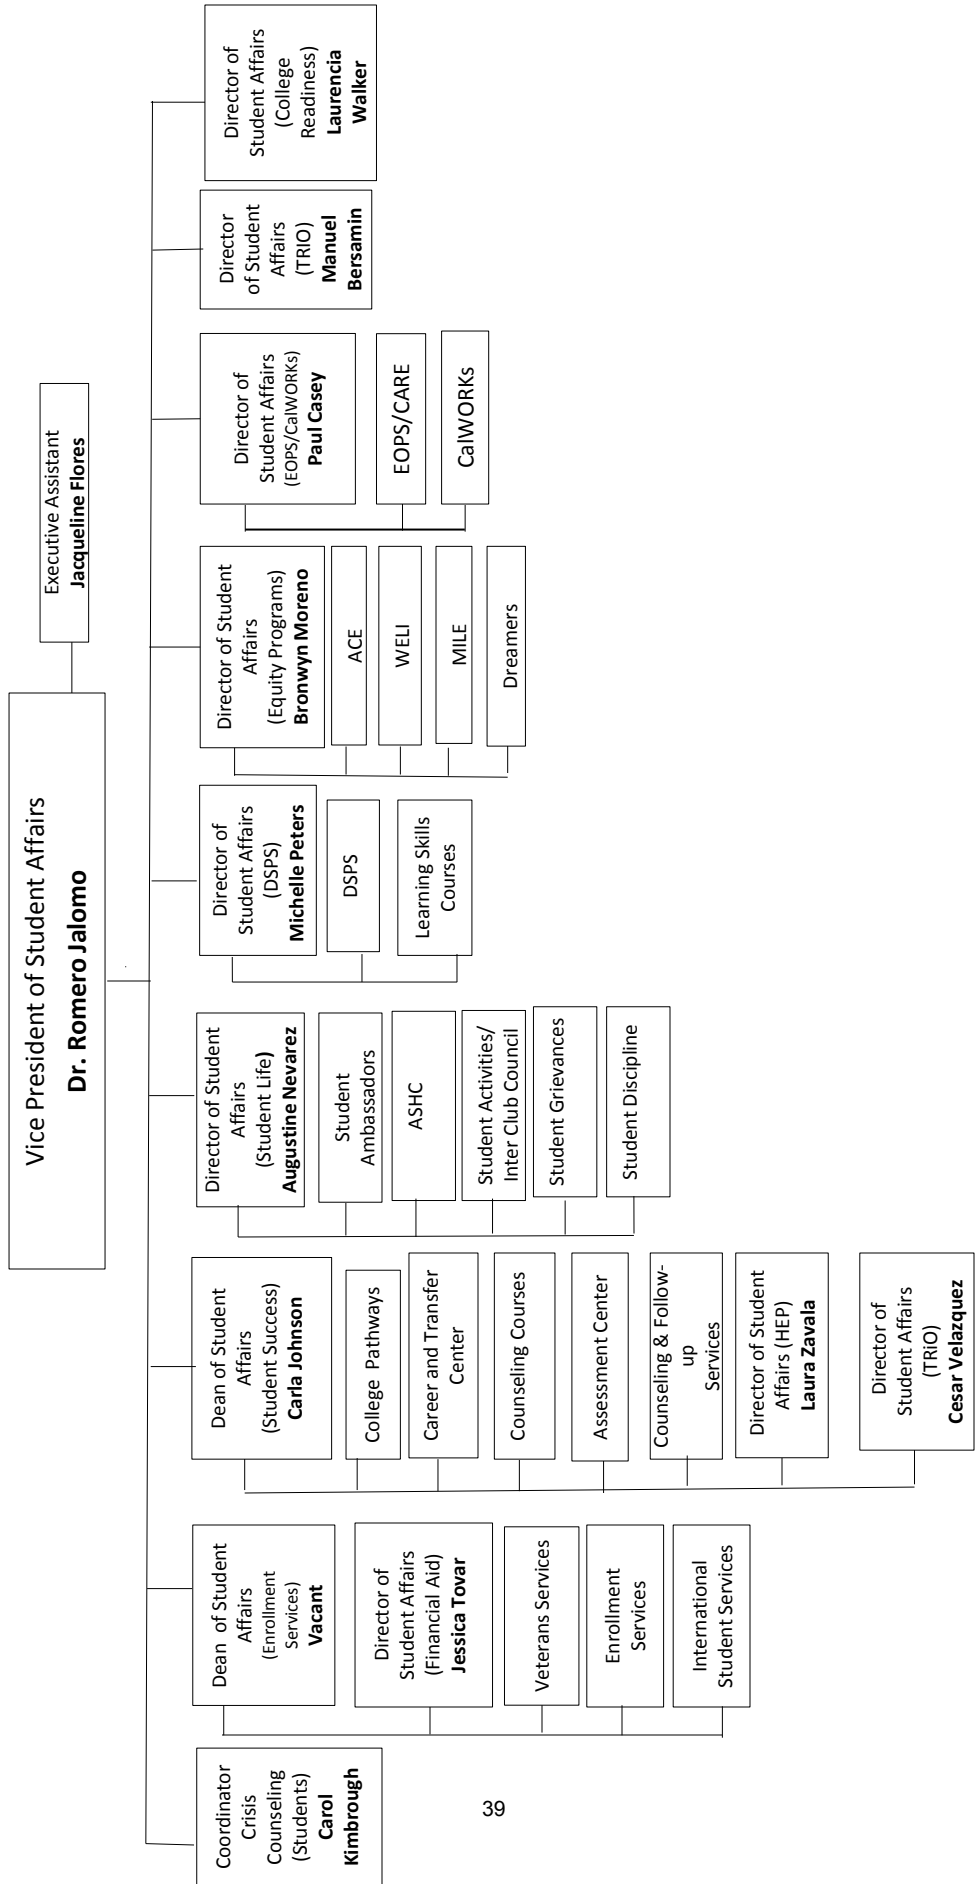 Vice President of Student Affairs
Dr. Romero Jalomo
Executive Assistant
Jacqueline Flores
Coordinator
Crisis
Counseling
(Students)
Carol
Kimbrough
Dean of Student
Affairs
(Enrollment
Services)
Vacant
Director of
Student Affairs
(Financial Aid)
Jessica Tovar
Veterans Services
Enrollment
Services
International
Student Services
Dean of Student
Affairs
(Student Success)
Carla Johnson
College Pathways
Career and Transfer
Center
Counseling Courses
Assessment Center
Counseling & Follow-
up
Services
Director of Student
Affairs (HEP)
Laura Zavala
Director of
Student Affairs
(TRiO)
Cesar Velazquez
Director of Student
Affairs
(Student Life)
Augustine Nevarez
Student
Ambassadors
ASHC
Student Activities/
Inter Club Council
Student Grievances
Student Discipline
Director of
Student Affairs
(DSPS)
Michelle Peters
DSPS
Learning Skills
Courses
Director of Student
Affairs
(Equity Programs)
Bronwyn Moreno
ACE
WELI
MILE
Dreamers
Director of
Student Affairs
(EOPS/CalWORKs)
Paul Casey
EOPS/CARE
CalWORKs
Director
of Student
Affairs
(TRIO)
Manuel
Bersamin
Director of
Student Affairs
(College
Readiness)
Laurencia
Walker
39